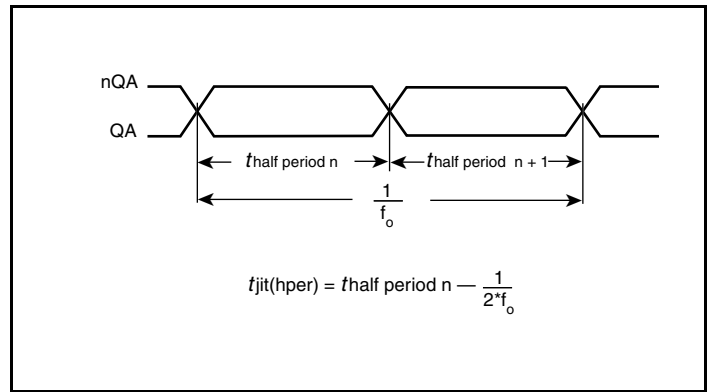 nQA
QA
thalf period n
thalf period n + 1
1
fo
tjit(hper) = thalf period n — 1
2*fo